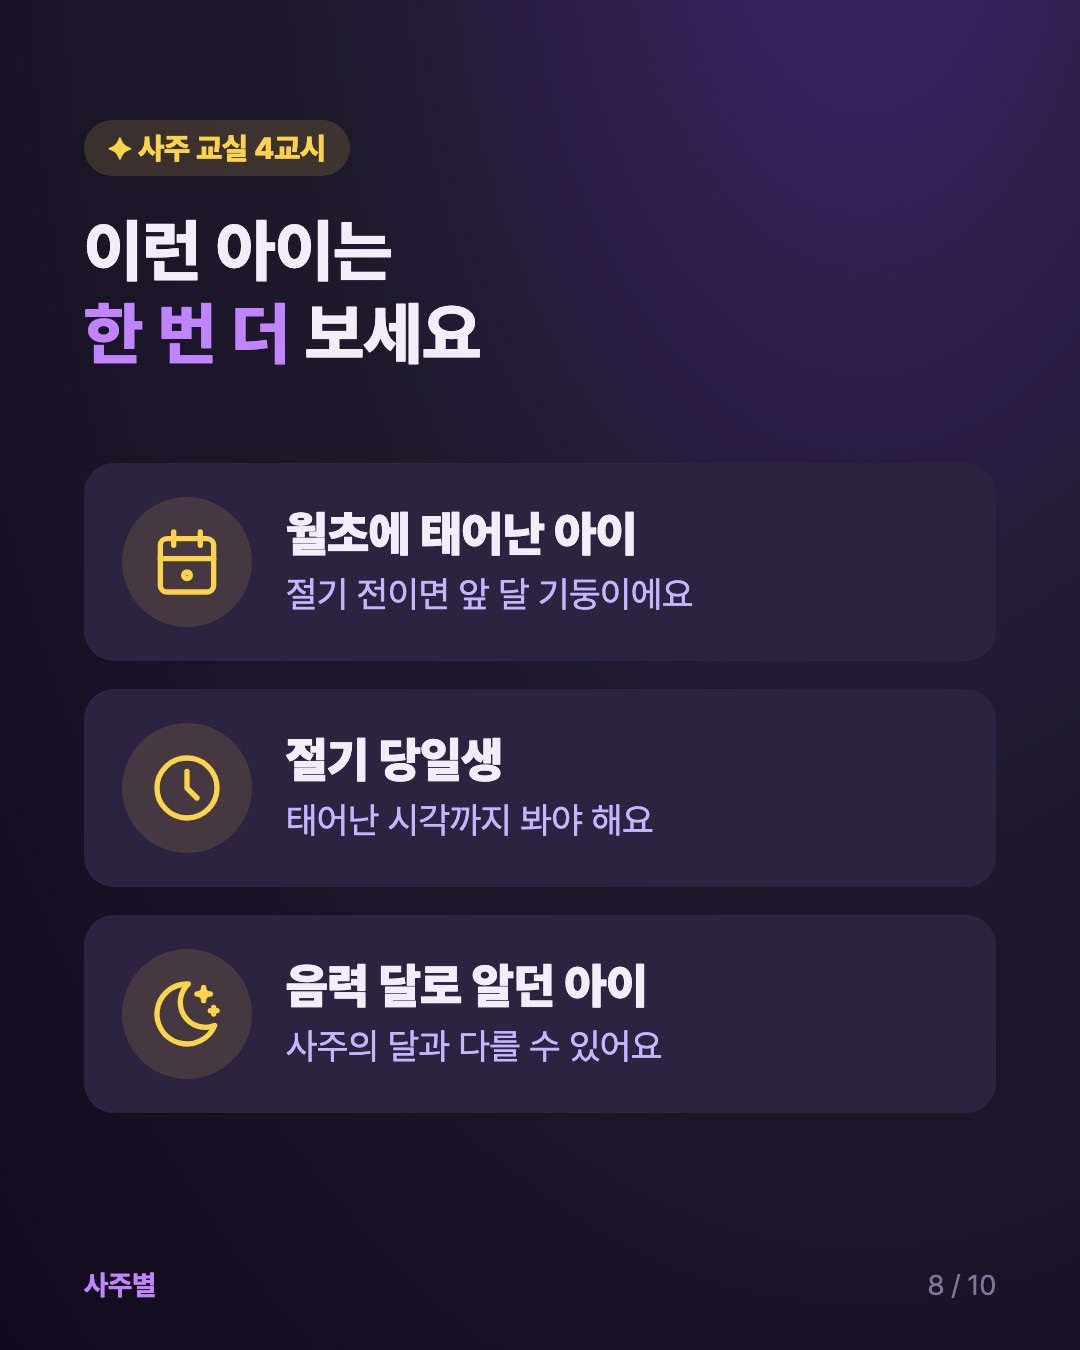 ✦ 사주 교실 4교시
이런 아이는
한 번 더 보세요
월초에 태어난 아이
절기 전이면 앞 달 기둥이에요
절기 당일생
태어난 시각까지 봐야 해요
음력 달로 알던 아이
사주의 달과 다를 수 있어요
사주별
8 / 10